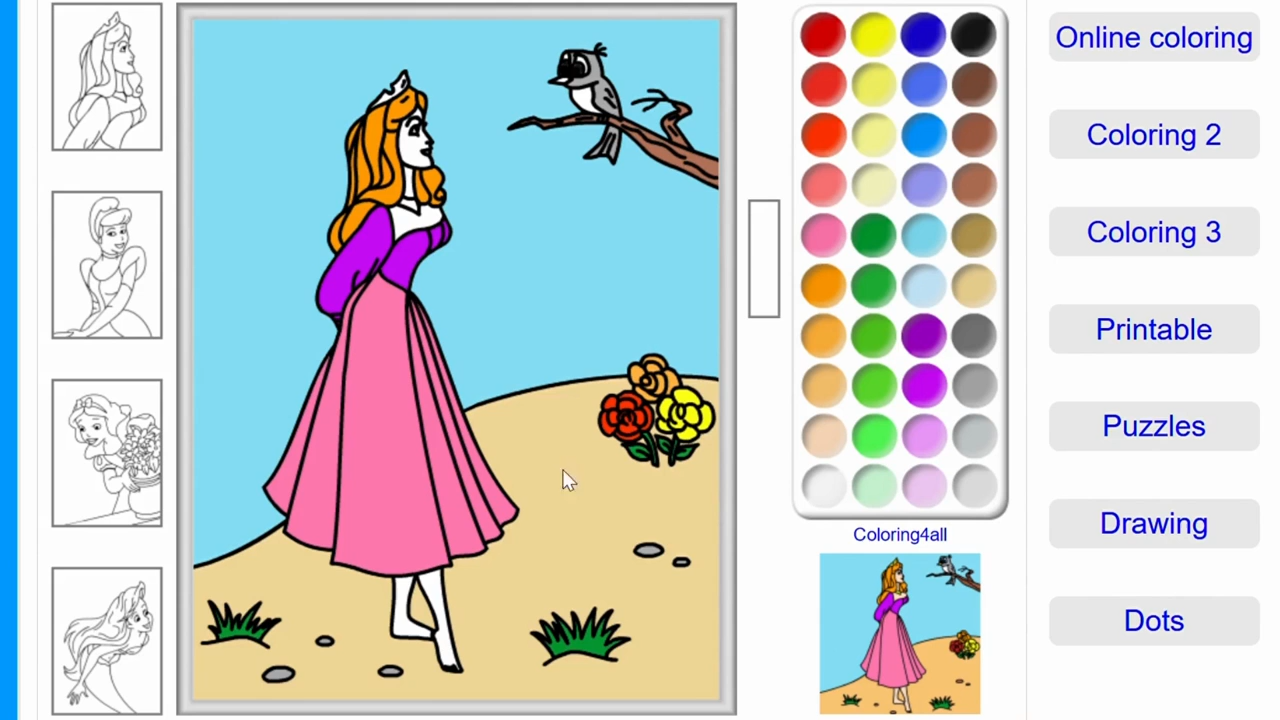 Online coloring
Coloring 2
Coloring 3
Printable
Puzzles
Coloring4all
Drawing
Dots